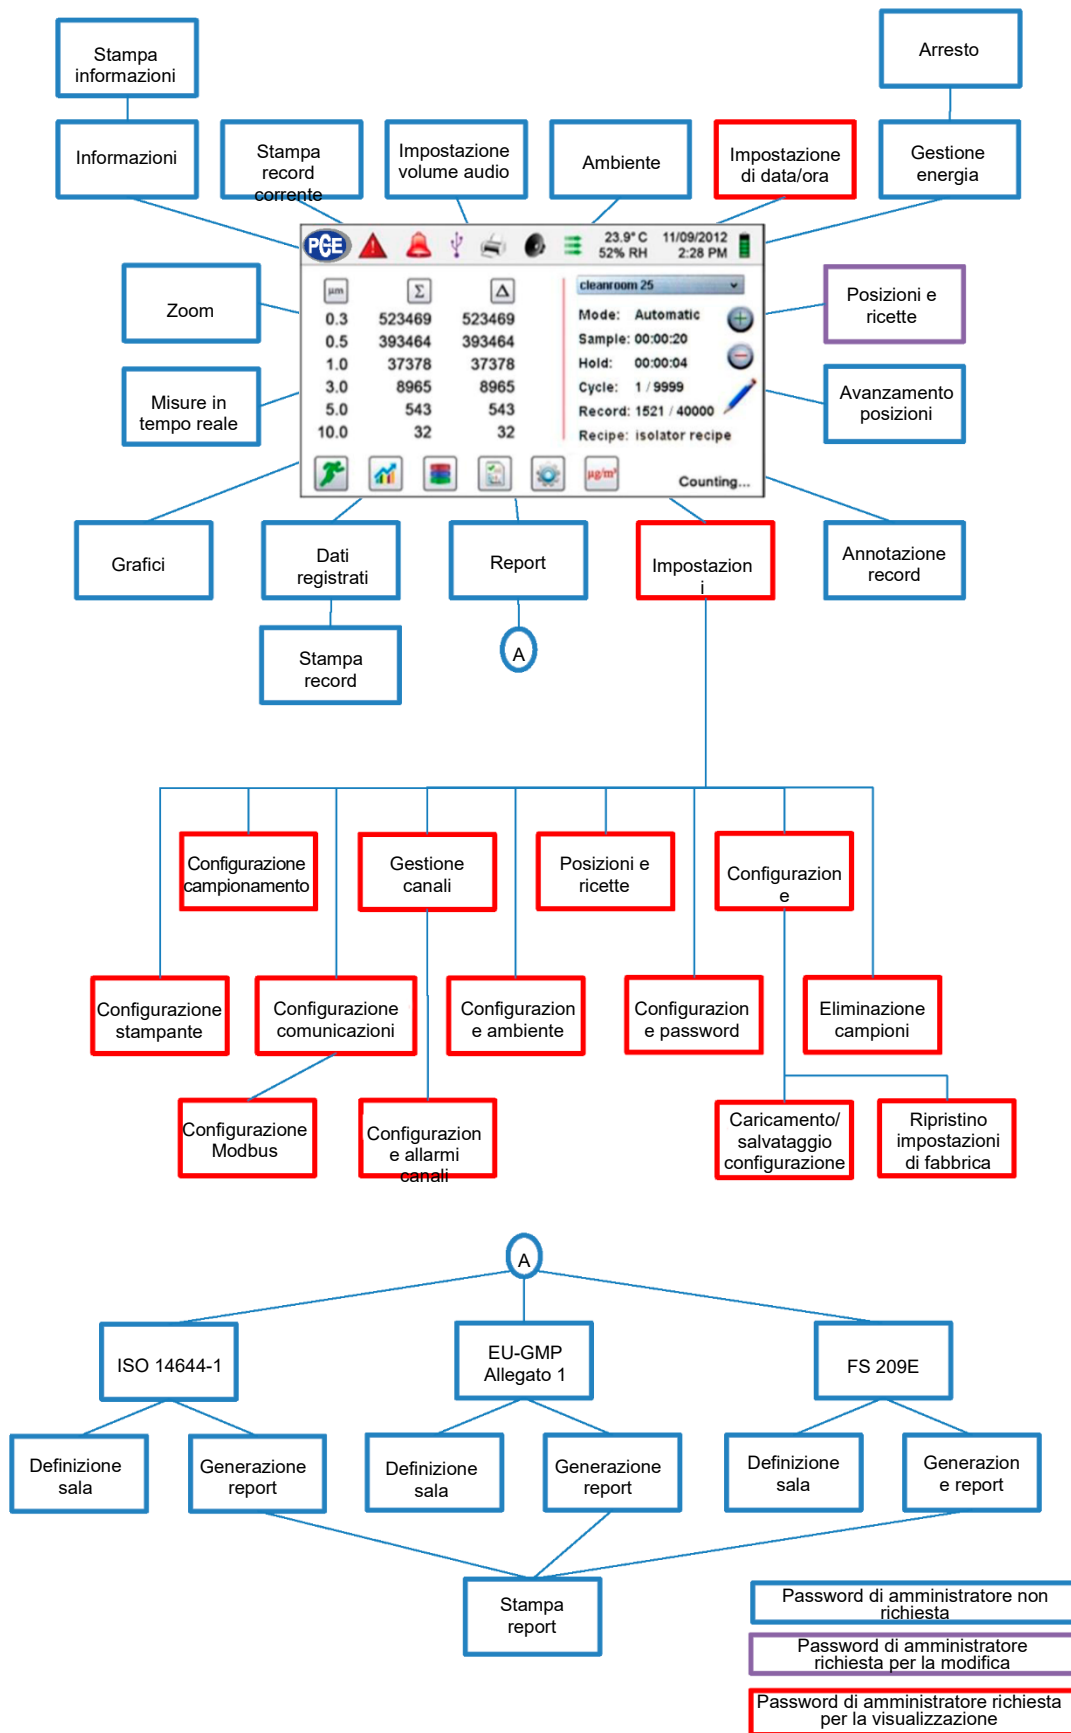 Stampa
informazioni
Arresto
Informazioni
Stampa
record
corrente
Impostazione
volume audio
Ambiente
Impostazione
di data/ora
Gestione
energia
PCE
23.9° C 11/09/2012
52% RH 2:28 PM
Zoom
Posizioni e
ricette
µm Σ Δ
0.3 523469 523469
0.5 393464 393464
1.0 37378 37378
3.0 8965 8965
5.0 543 543
10.0 32 32
cleanroom 25
Mode: Automatic
Sample: 00:00:20
Hold: 00:00:04
Cycle: 1 / 9999
Record: 1521 / 40000
Recipe: isolator recipe
µg/m³
Counting...
Misure in
tempo reale
Avanzamento
posizioni
Grafici
Dati
registrati
Report
Impostazion
i
Annotazione
record
Stampa
record
A
Configurazione
campionamento
Gestione
canali
Posizioni e
ricette
Configurazion
e
Configurazione
stampante
Configurazione
comunicazioni
Configurazion
e ambiente
Configurazion
e password
Eliminazione
campioni
Configurazione
Modbus
Configurazion
e allarmi
canali
Caricamento/
salvataggio
configurazione
Ripristino
impostazioni
di fabbrica
A
ISO 14644-1
EU-GMP
Allegato 1
FS 209E
Definizione
sala
Generazione
report
Definizione
sala
Generazione
report
Definizione
sala
Generazion
e report
Stampa
report
Password di amministratore non
richiesta
Password di amministratore
richiesta per la modifica
Password di amministratore richiesta
per la visualizzazione